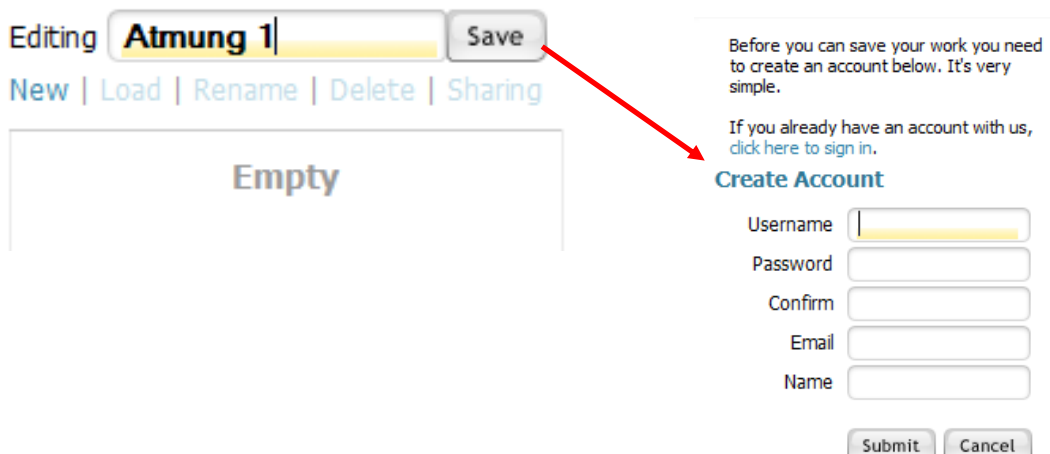 Editing Atmung 1 Save
New | Load | Rename | Delete | Sharing
Empty
Before you can save your work you need
to create an account below. It's very
simple.
If you already have an account with us,
click here to sign in.
Create Account
Username
Password
Confirm
Email
Name
Submit Cancel